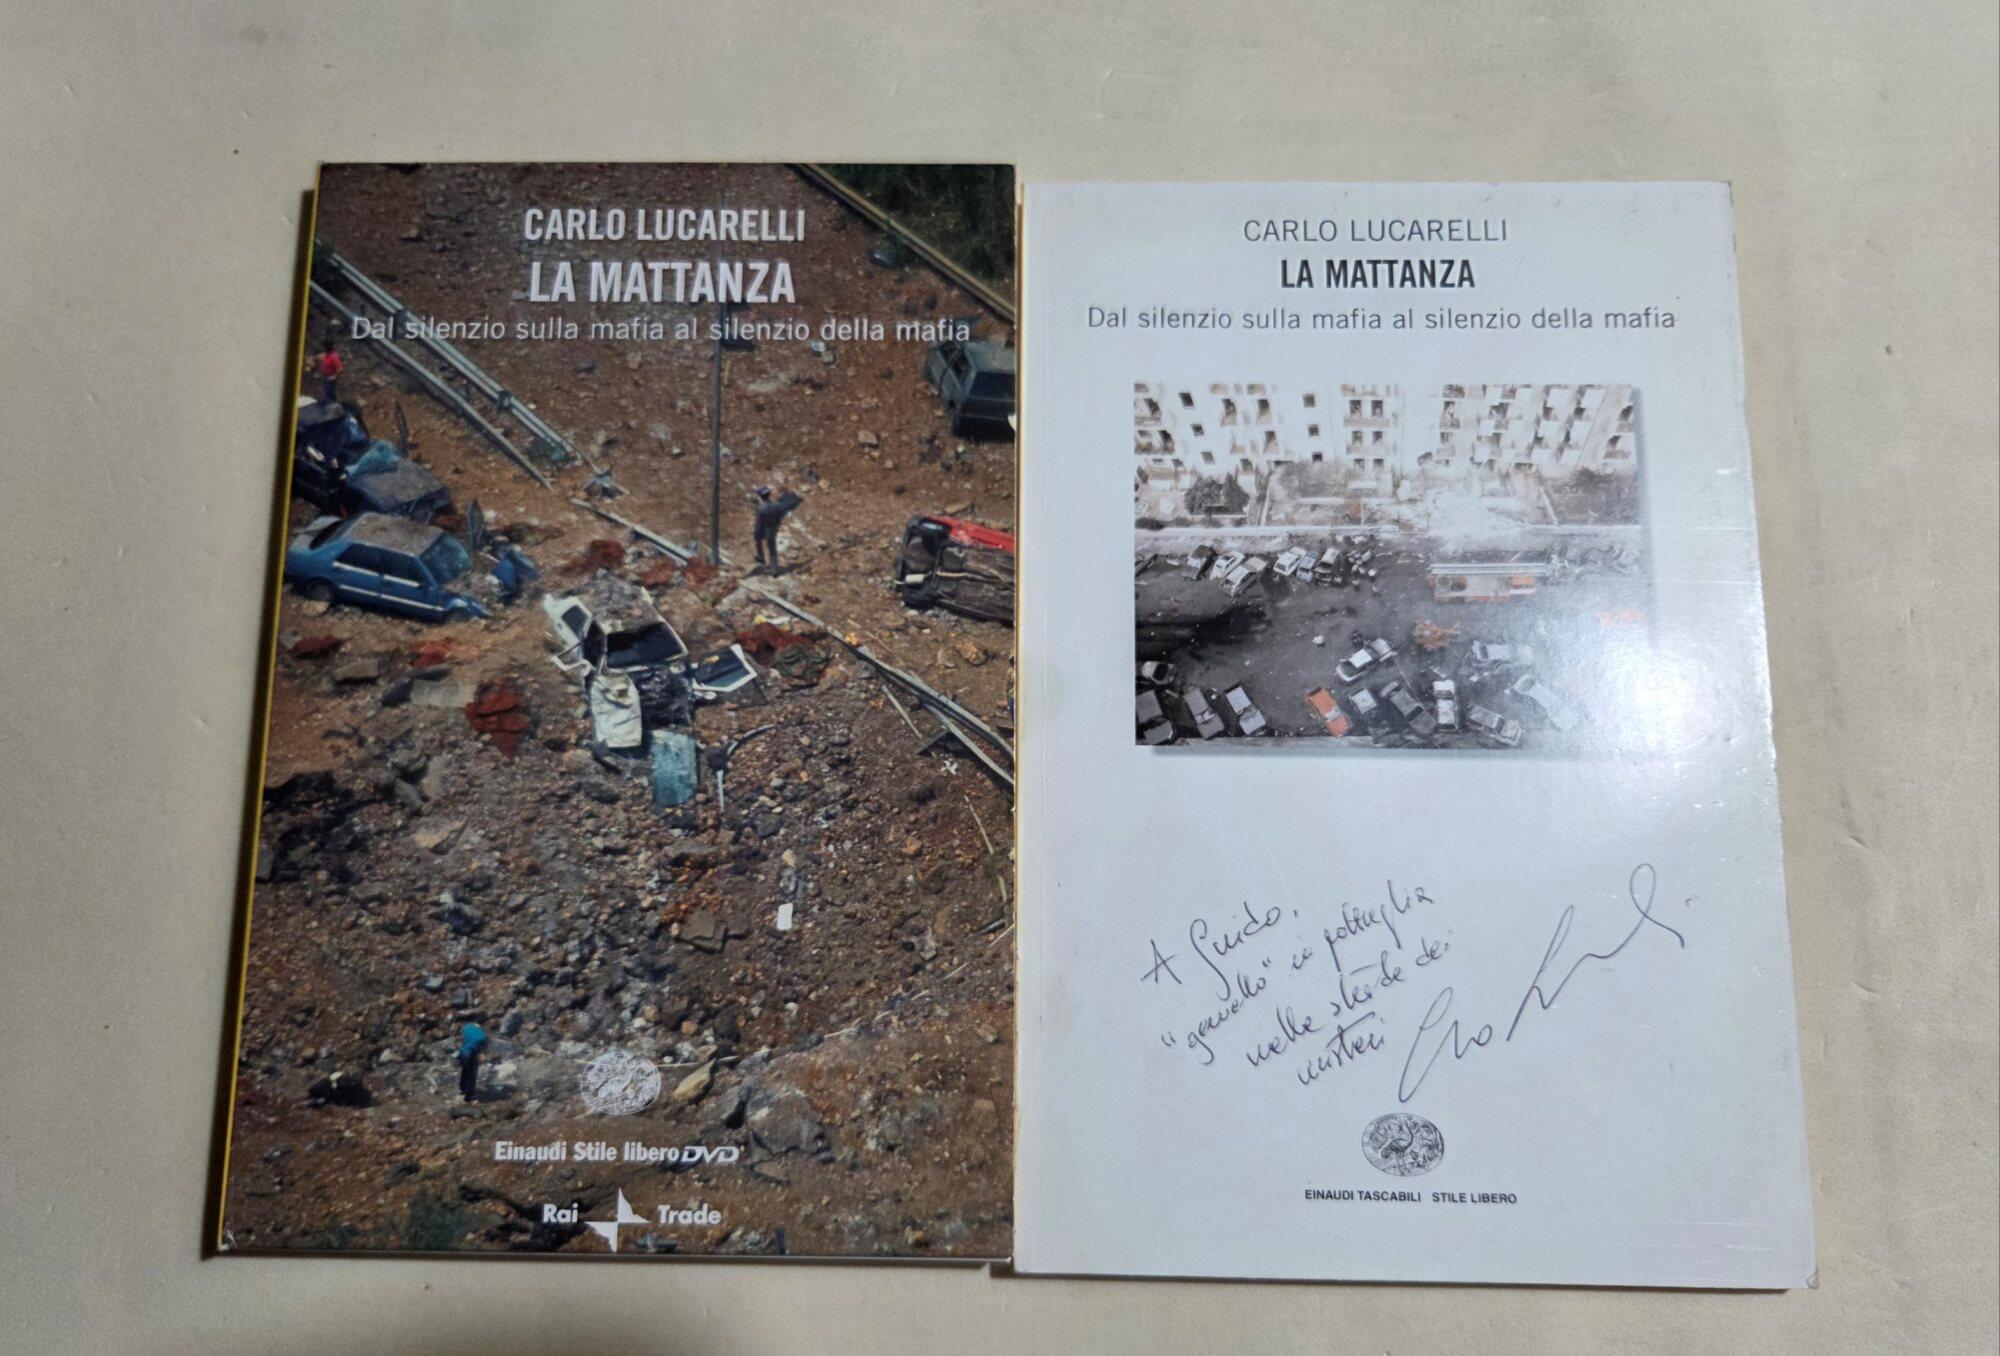 CARLO LUCARELLI
LA MATTANZA
Dal silenzio sulla mafia al silenzio della mafia
Einaudi Stile libero DVD
Rai Trade
CARLO LUCARELLI
LA MATTANZA
Dal silenzio sulla mafia al silenzio della mafia
A Guido,
"gemello" in pattuglia
nelle strade dei
misteri
EINAUDI TASCABILI STILE LIBERO